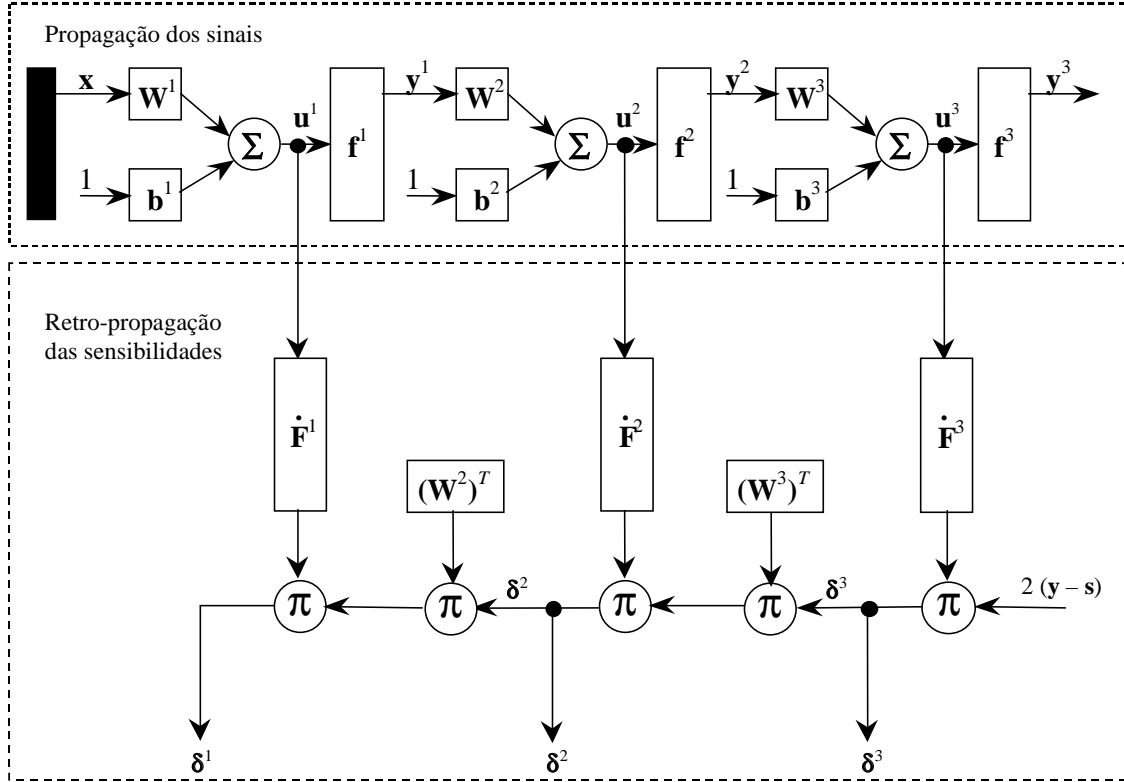 Propagação dos sinais
x W¹ u¹ y¹ W² u² y² W³ u³ y³
Σ f¹ Σ f² Σ f³
1 b¹ 1 b² 1 b³
Retro-propagação
das sensibilidades
Ḟ¹ Ḟ² Ḟ³
(W²)ᵀ (W³)ᵀ
π π δ² π π δ³ π 2 (y – s)
δ¹ δ² δ³